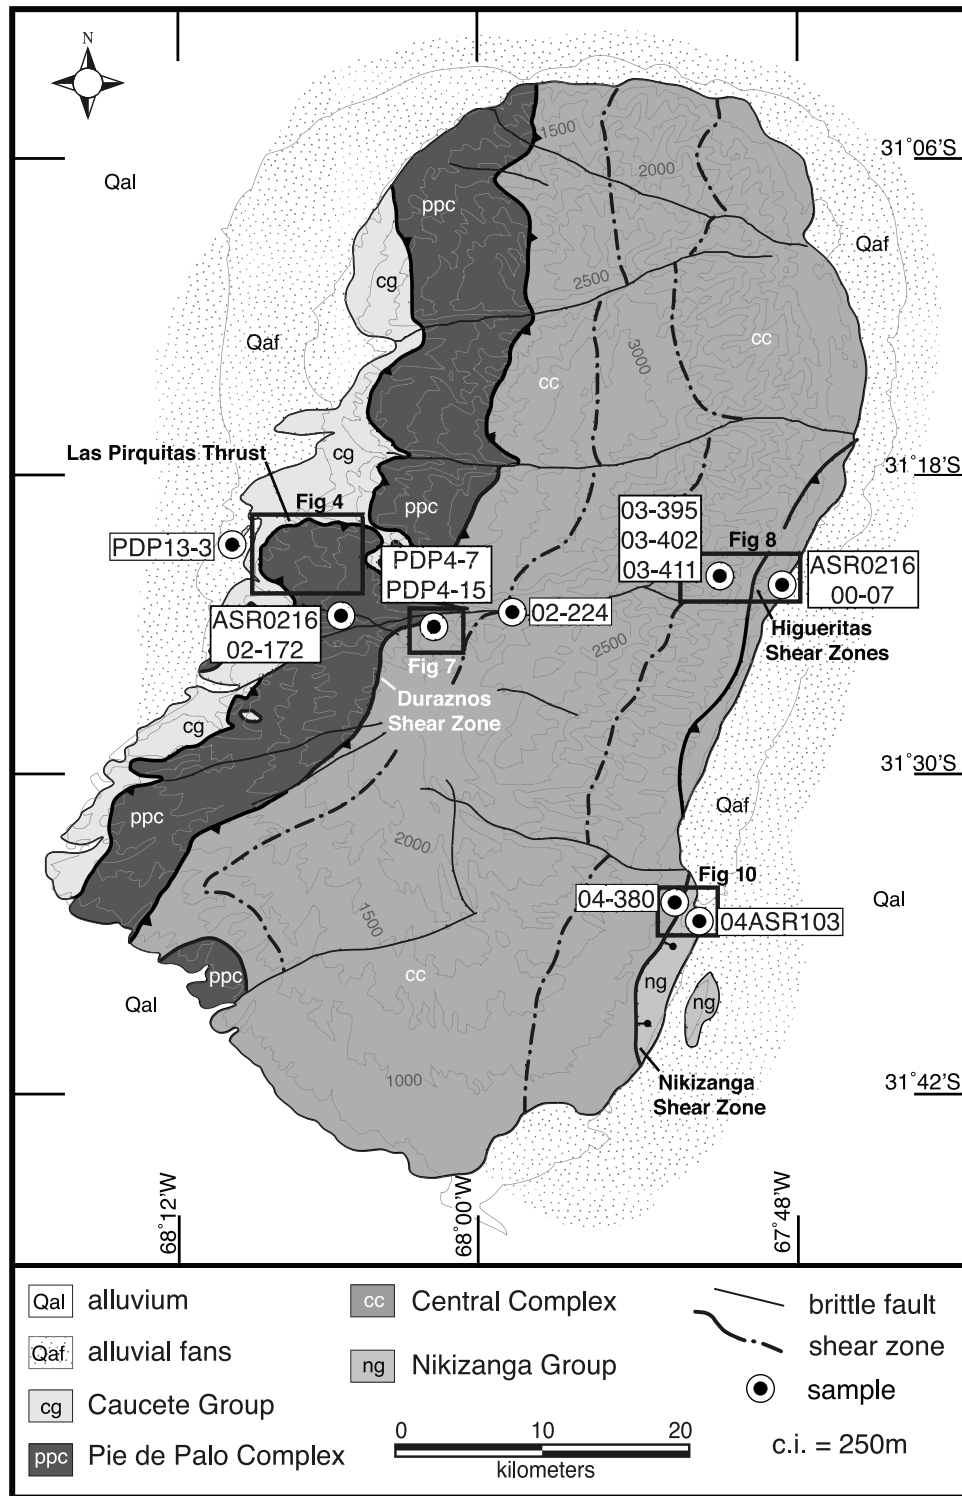 N
1500
31°06'S
2000
Qal
ppc
Qaf
cg
2500
Qaf
3000
cc
cc
Las Pirquitas Thrust
cg
31°18'S
Fig 4
ppc
03-395
03-402
03-411
Fig 8
PDP13-3
PDP4-7
PDP4-15
ASR0216
00-07
ASR0216
02-172
02-224
Higueritas
Shear Zones
2500
Fig 7
Duraznos
Shear Zone
cg
31°30'S
Qaf
ppc
2000
Fig 10
04-380
Qal
1500
04ASR103
ppc
cc
ng
ng
Qal
1000
Nikizanga
Shear Zone
31°42'S
68°12'W
68°00'W
67°48'W
Qal alluvium
Qaf alluvial fans
cg Caucete Group
ppc Pie de Palo Complex
cc Central Complex
ng Nikizanga Group
0 10 20
kilometers
brittle fault
shear zone
sample
c.i. = 250m